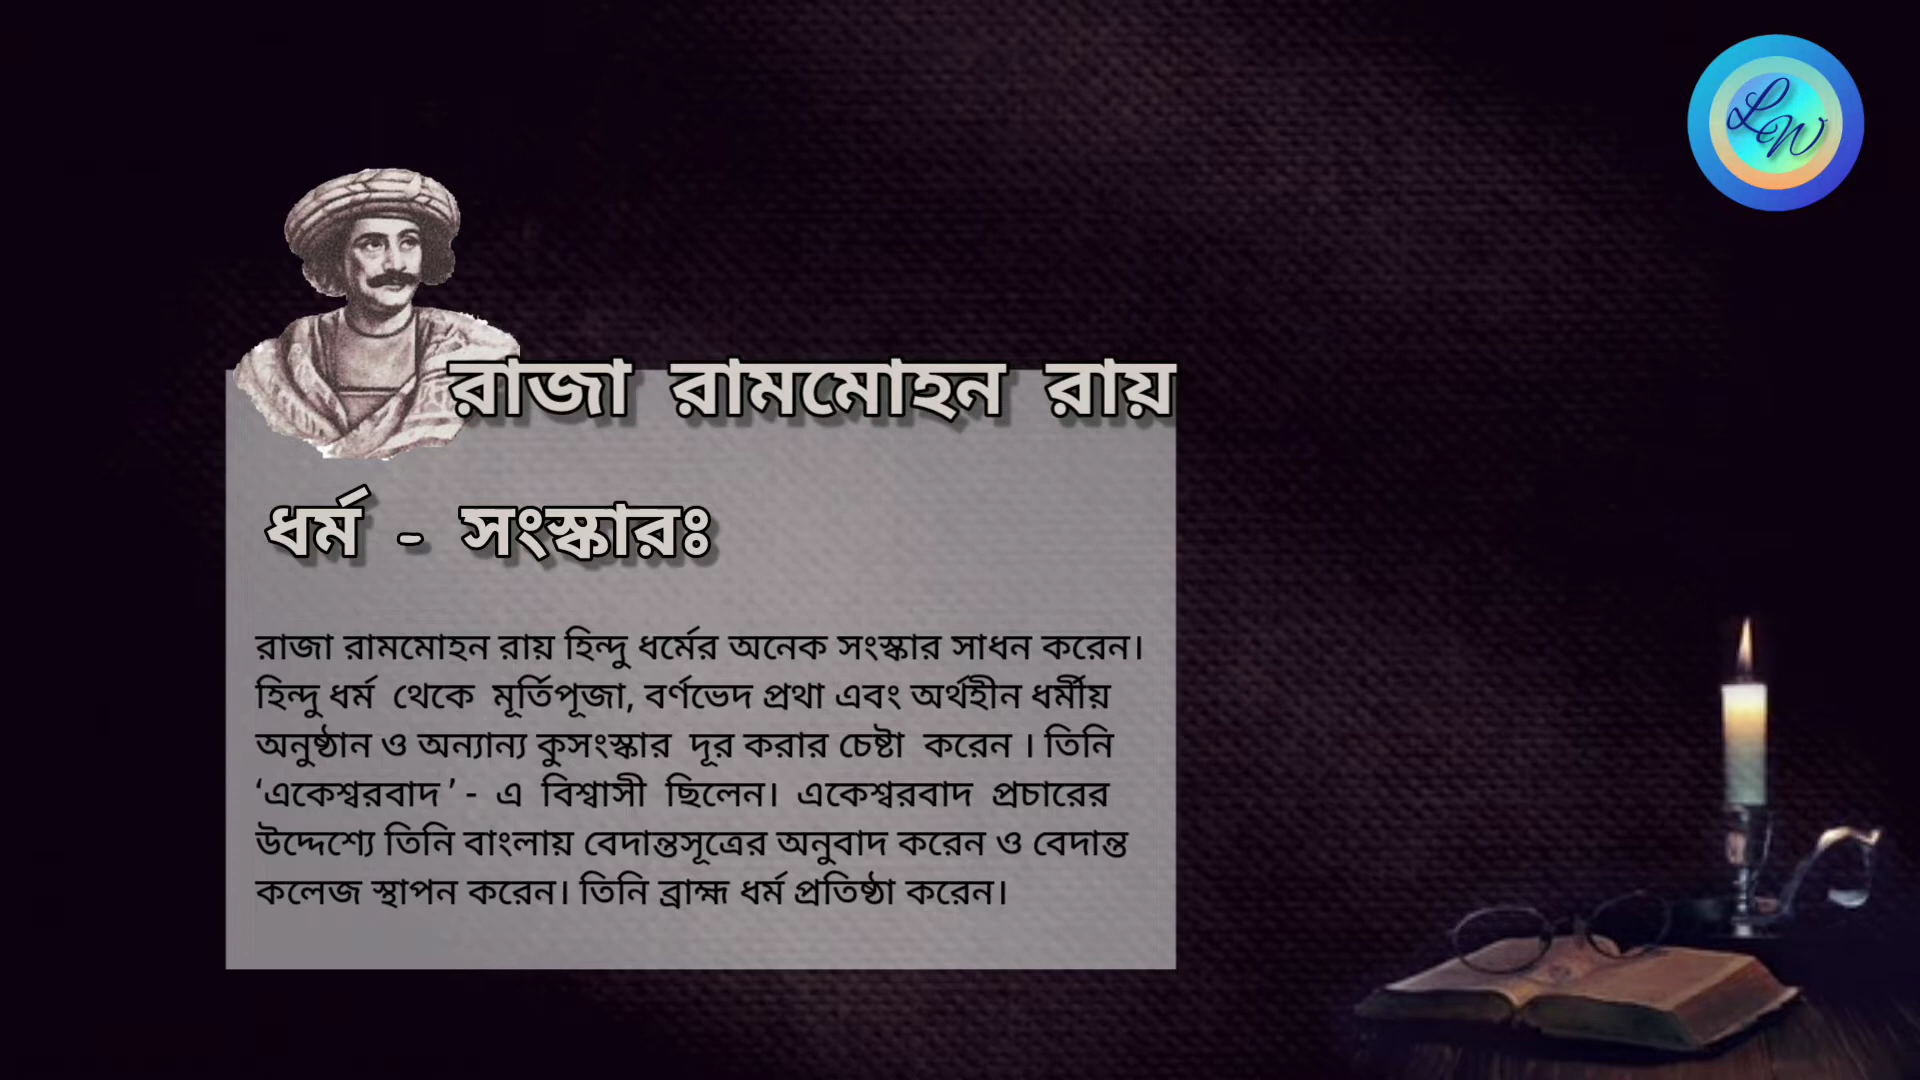 LW
রাজা রামমোহন রায়
ধর্ম - সংস্কারঃ
রাজা রামমোহন রায় হিন্দু ধর্মের অনেক সংস্কার সাধন করেন।
হিন্দু ধর্ম থেকে মূর্তিপূজা, বর্ণভেদ প্রথা এবং অর্থহীন ধর্মীয়
অনুষ্ঠান ও অন্যান্য কুসংস্কার দূর করার চেষ্টা করেন । তিনি
‘একেশ্বরবাদ ’ - এ বিশ্বাসী ছিলেন। একেশ্বরবাদ প্রচারের
উদ্দেশ্যে তিনি বাংলায় বেদান্তসূত্রের অনুবাদ করেন ও বেদান্ত
কলেজ স্থাপন করেন। তিনি ব্রাহ্ম ধর্ম প্রতিষ্ঠা করেন।